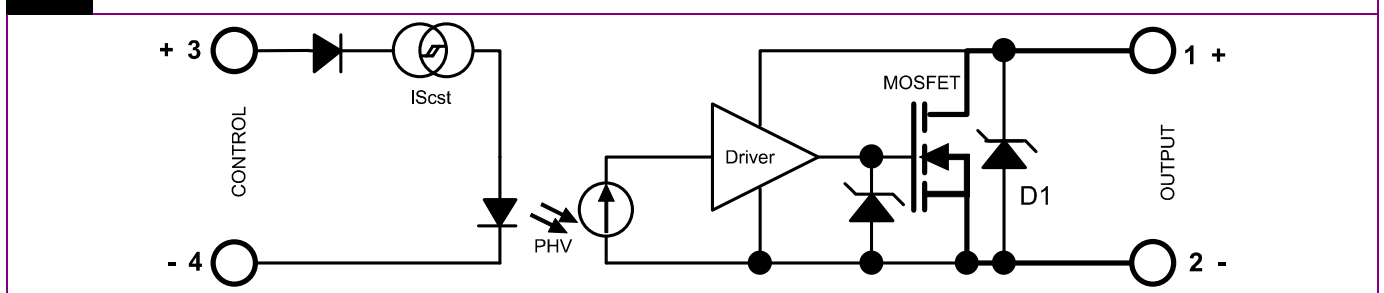 + 3
IScst
MOSFET
1 +
CONTROL
Driver
OUTPUT
D1
PHV
- 4
2 -